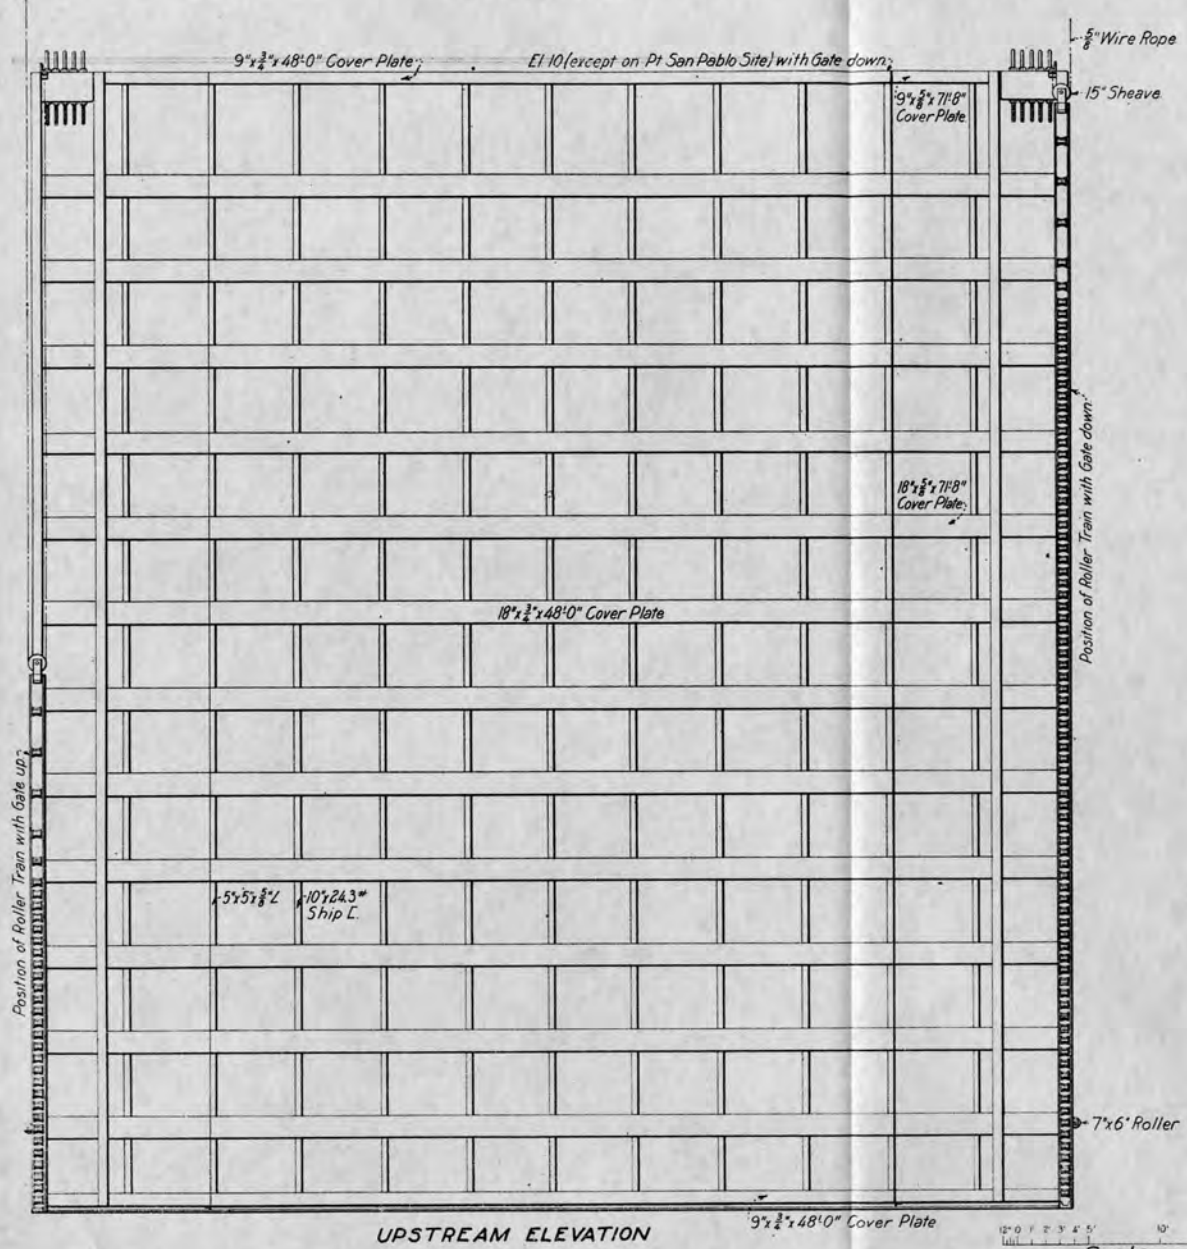 5/8" Wire Rope
9"x3/4"x48'-0" Cover Plate
El 10 (except on Pt San Pablo Site) with Gate down
15" Sheave
9"x5/8"x71'-8"
Cover Plate
Position of Roller Train with Gate down
18"x5/8"x71'-8"
Cover Plate
18"x3/4"x48'-0" Cover Plate
Position of Roller Train with Gate up
5"x5"x5/8" L
10"x24.3#
Ship [
7"x6" Roller
9"x3/4"x48'-0" Cover Plate
UPSTREAM ELEVATION
12" 0 1' 2' 3' 4' 5' 10'